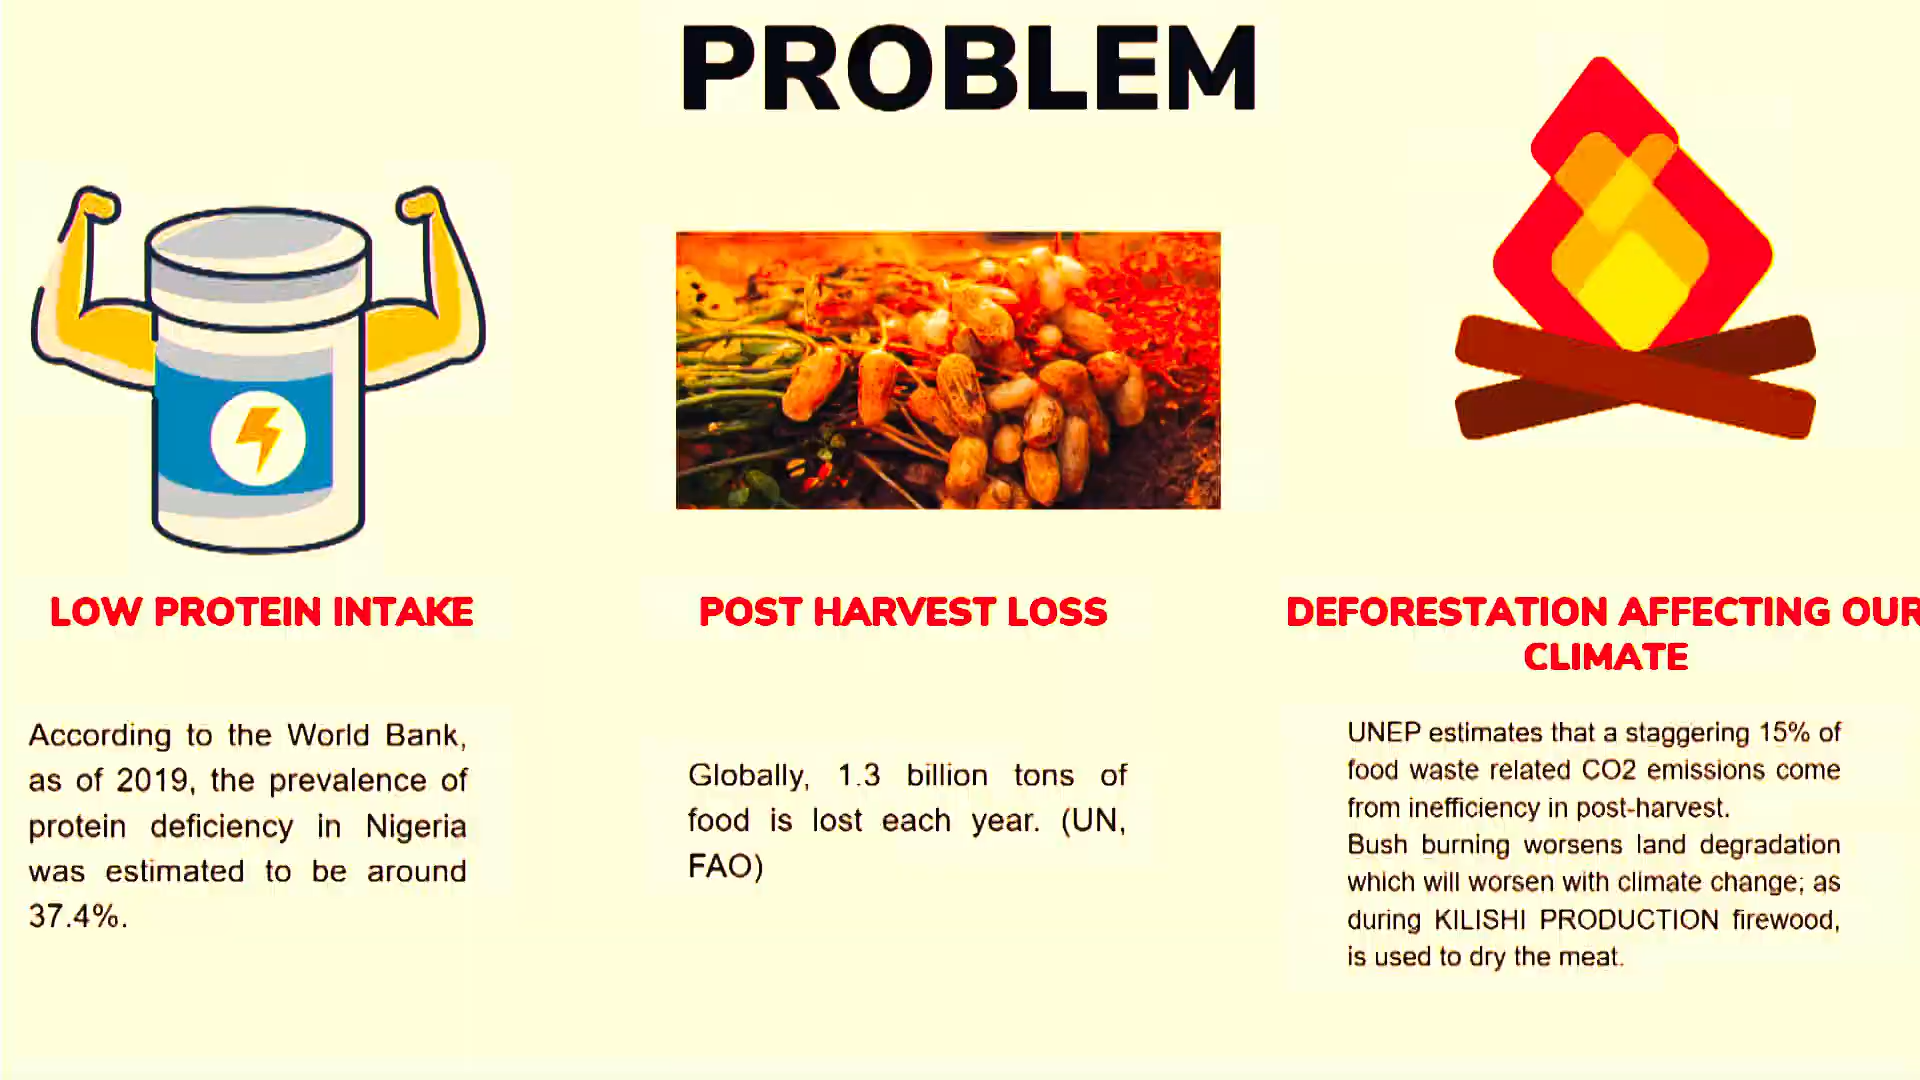 PROBLEM
LOW PROTEIN INTAKE
According to the World Bank,
as of 2019, the prevalence of
protein deficiency in Nigeria
was estimated to be around
37.4%.
POST HARVEST LOSS
Globally, 1.3 billion tons of
food is lost each year. (UN,
FAO)
DEFORESTATION AFFECTING OUR
CLIMATE
UNEP estimates that a staggering 15% of
food waste related CO2 emissions come
from inefficiency in post-harvest.
Bush burning worsens land degradation
which will worsen with climate change; as
during KILISHI PRODUCTION firewood,
is used to dry the meat.